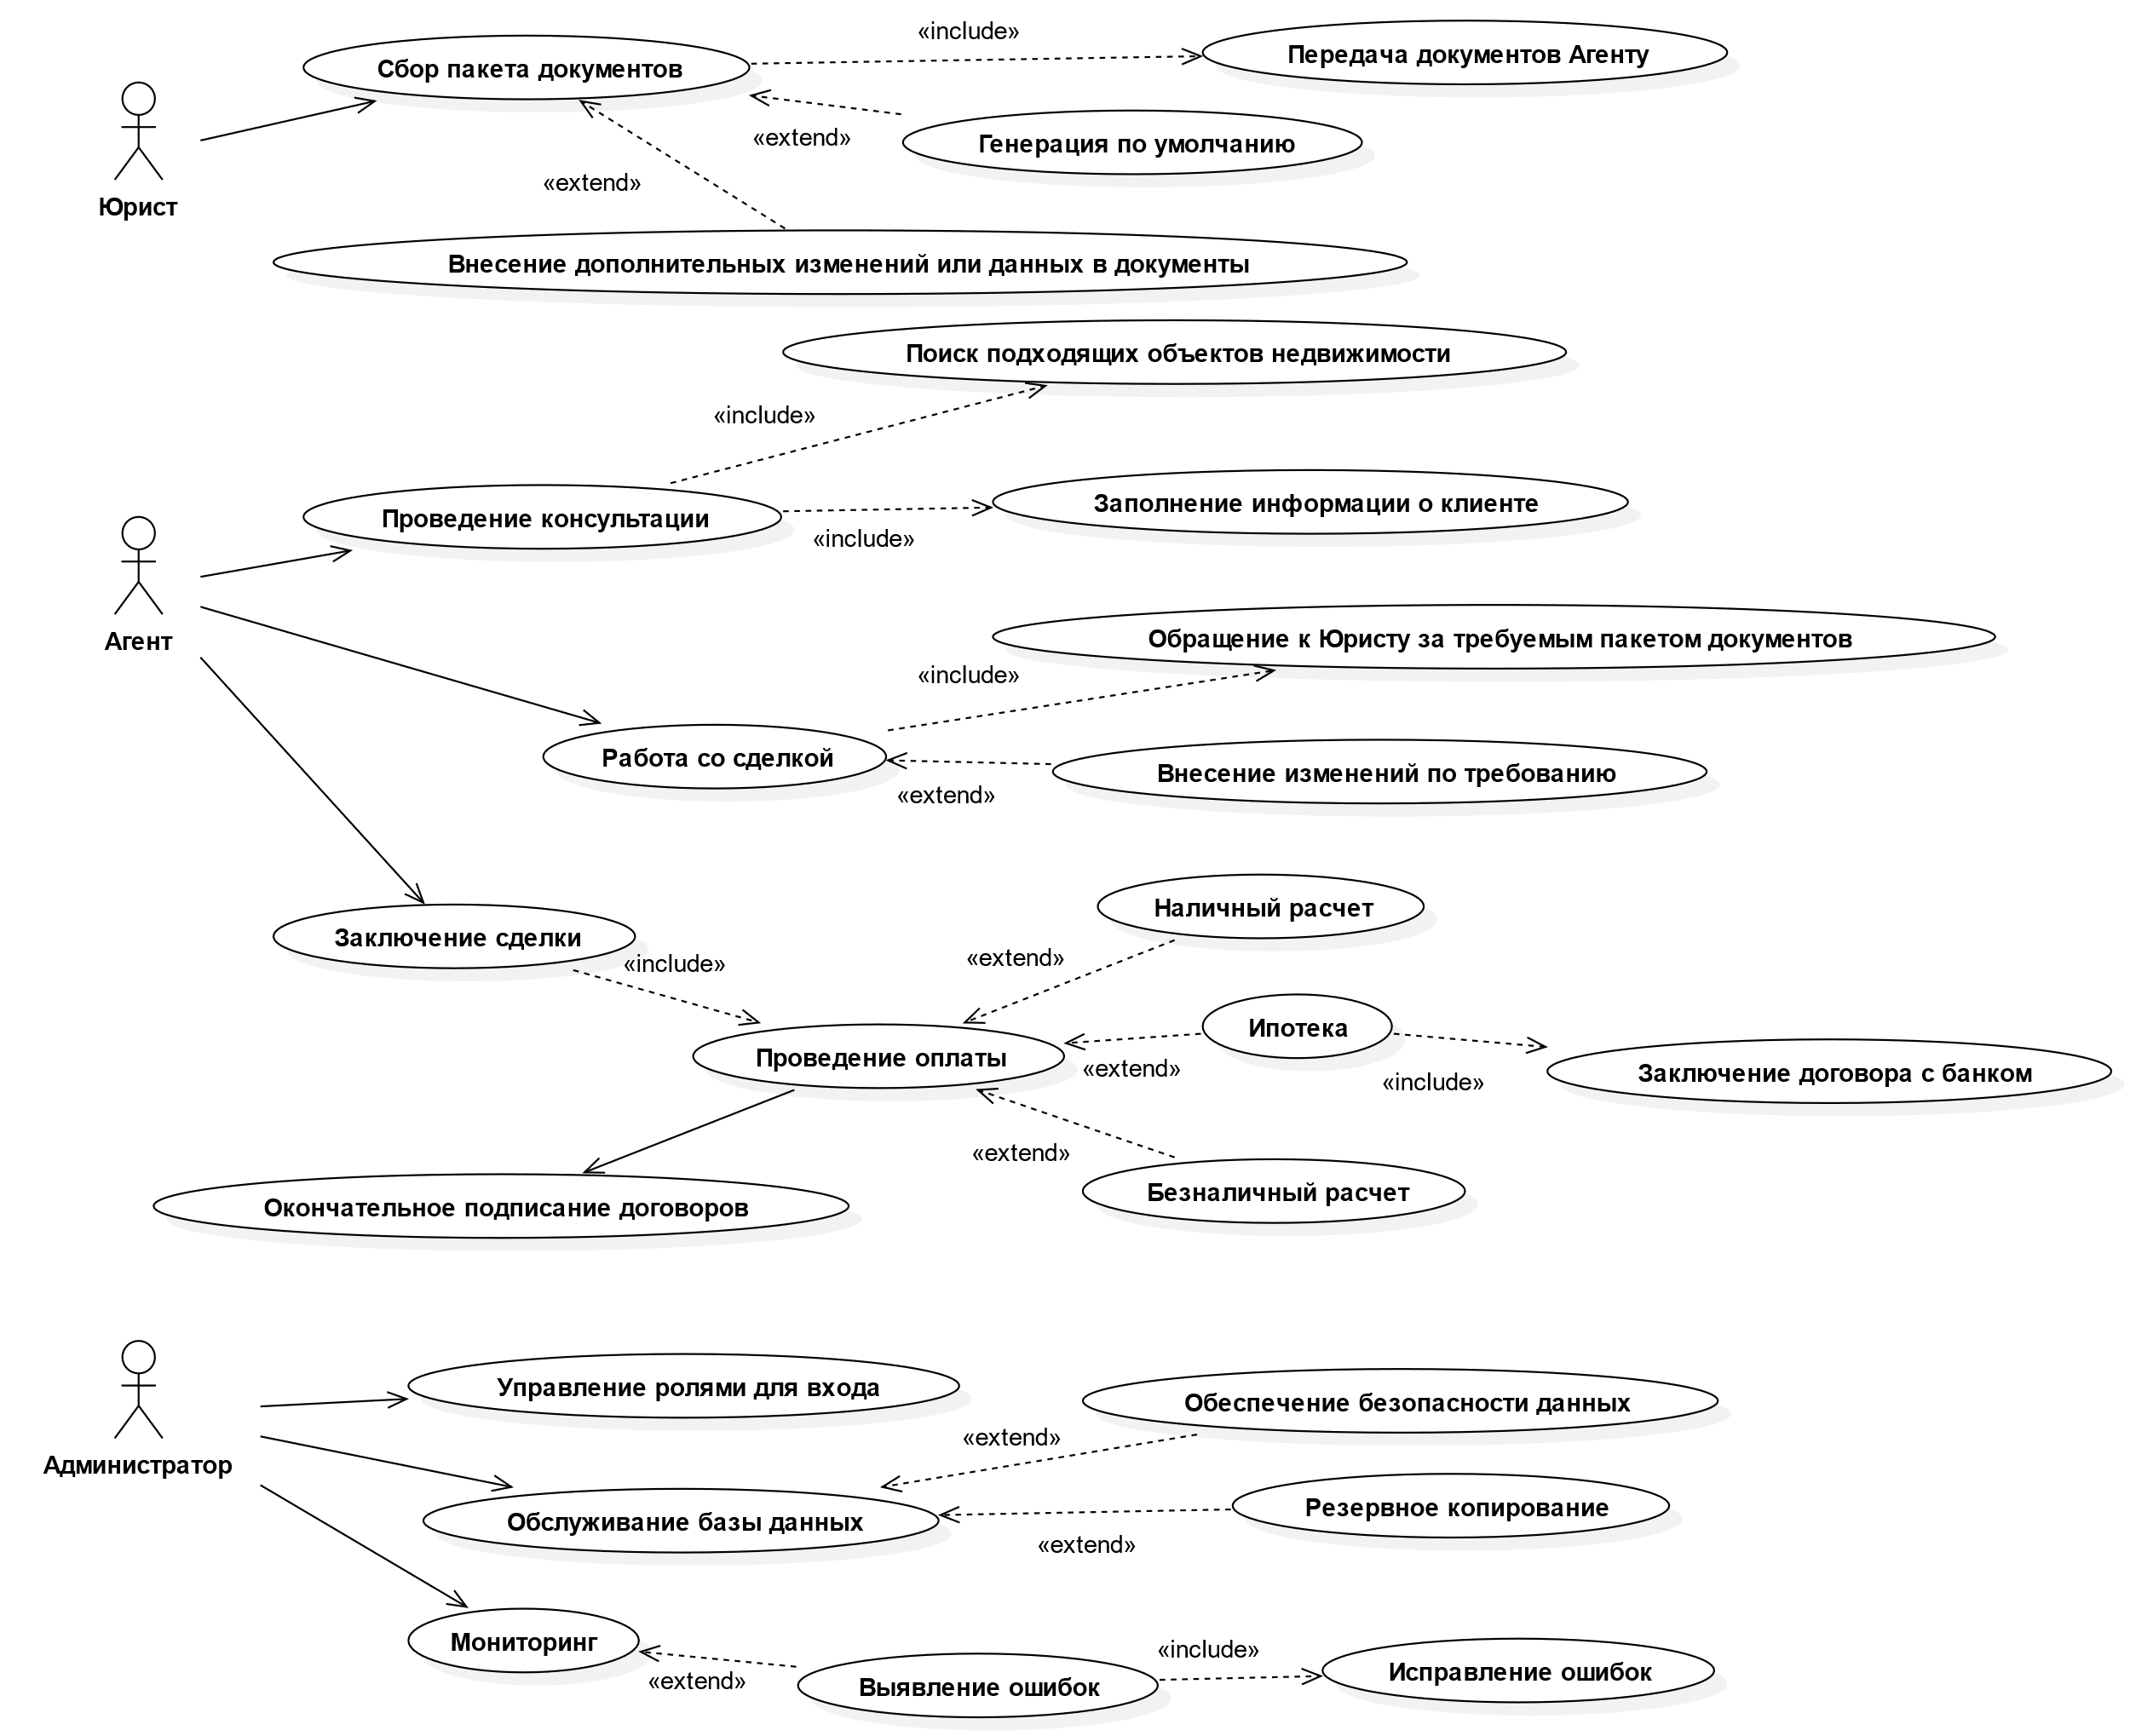 «include»
Сбор пакета документов
Передача документов Агенту
«extend»
Генерация по умолчанию
«extend»
Юрист
Внесение дополнительных изменений или данных в документы
Поиск подходящих объектов недвижимости
«include»
Проведение консультации
Заполнение информации о клиенте
«include»
Агент
Обращение к Юристу за требуемым пакетом документов
«include»
Работа со сделкой
Внесение изменений по требованию
«extend»
Наличный расчет
Заключение сделки
«include»
«extend»
Ипотека
Проведение оплаты
«extend»
«include»
Заключение договора с банком
«extend»
Безналичный расчет
Окончательное подписание договоров
Управление ролями для входа
Обеспечение безопасности данных
«extend»
Администратор
Обслуживание базы данных
Резервное копирование
«extend»
Мониторинг
«include»
«extend»
Выявление ошибок
Исправление ошибок